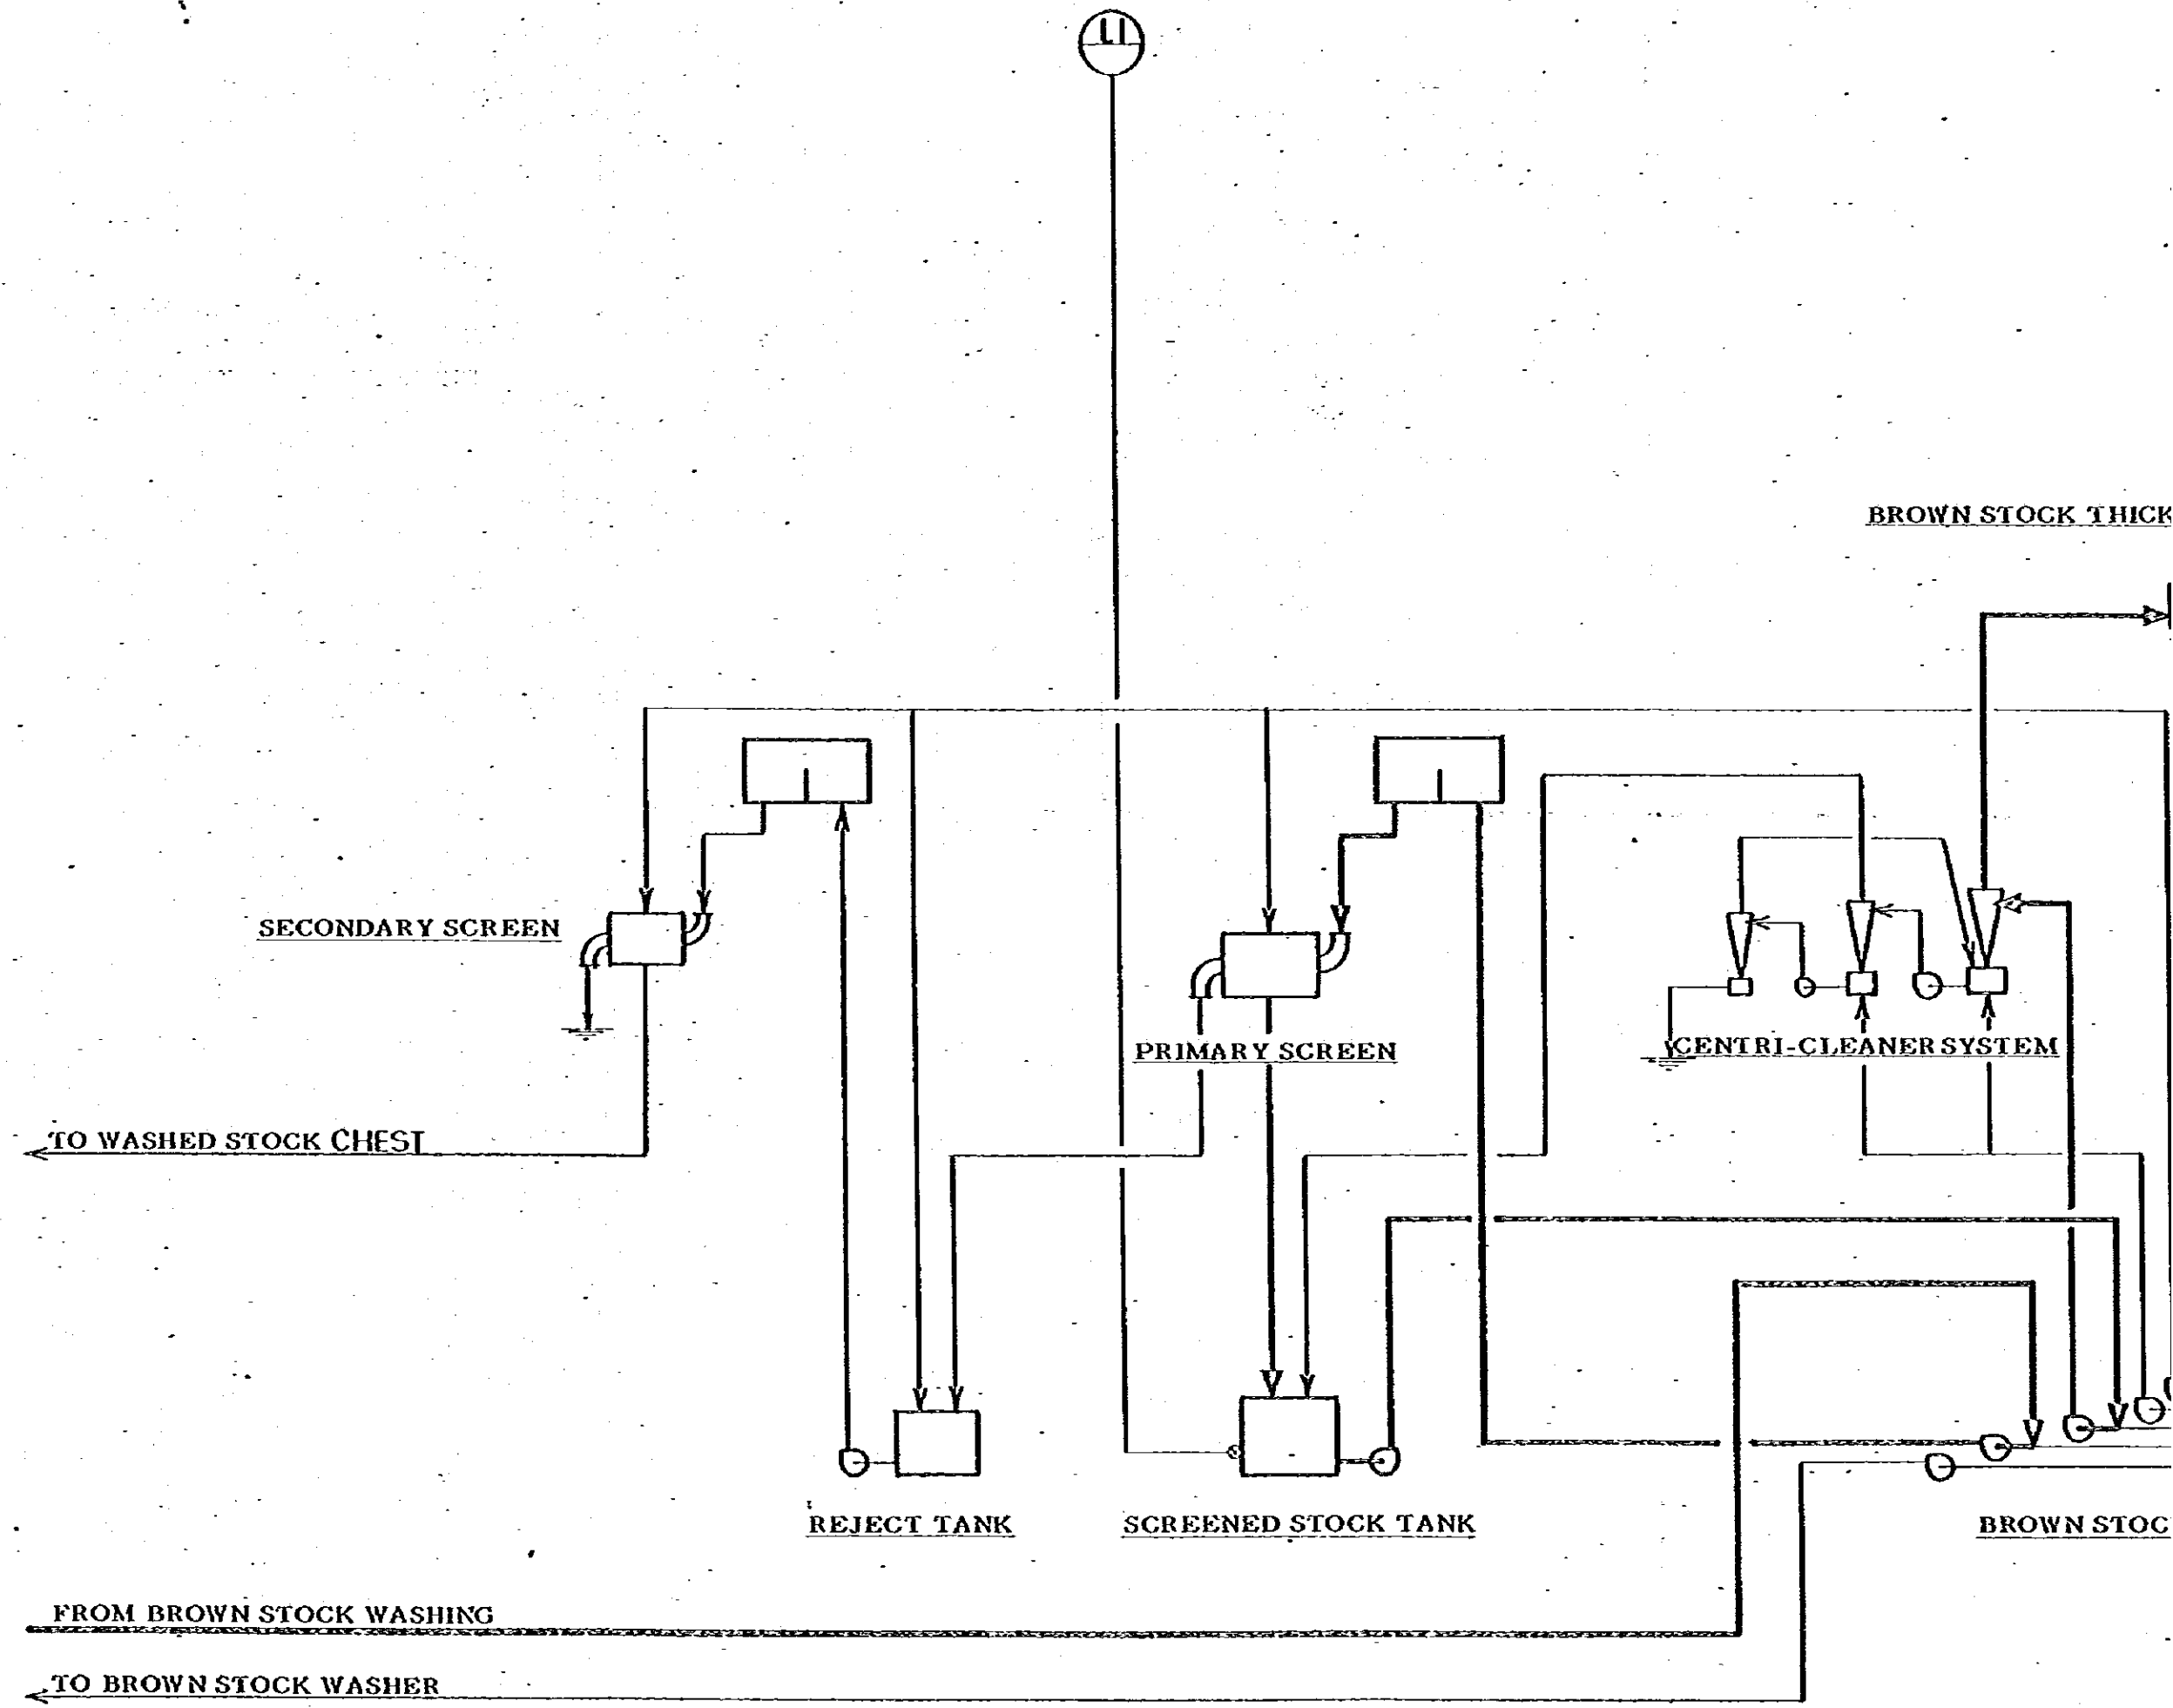 LI
BROWN STOCK THICK
SECONDARY SCREEN
PRIMARY SCREEN
CENTRI-CLEANER SYSTEM
TO WASHED STOCK CHEST
REJECT TANK
SCREENED STOCK TANK
BROWN STOC
FROM BROWN STOCK WASHING
TO BROWN STOCK WASHER